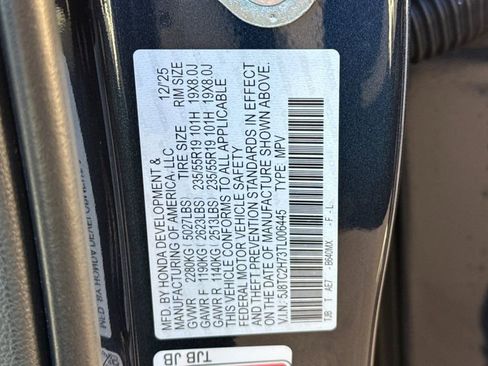 MFD. BY HONDA DEVELOPMENT & 12/25
MANUFACTURING OF AMERICA, LLC
TIRE SIZE RIM SIZE
GVWR 2280KG(5027LBS)
GAWR F 1190KG(2623LBS) 235/55R19 101H 19X8.0J
GAWR R 1140KG(2513LBS) 235/55R19 101H 19X8.0J
THIS VEHICLE CONFORMS TO ALL APPLICABLE
FEDERAL MOTOR VEHICLE SAFETY
AND THEFT PREVENTION STANDARDS IN EFFECT
ON THE DATE OF MANUFACTURE SHOWN ABOVE.
V.I.N: 5J8TC2H73TL006445 TYPE: MPV
TJB T AE7 B640MX - F - L
TJB JB